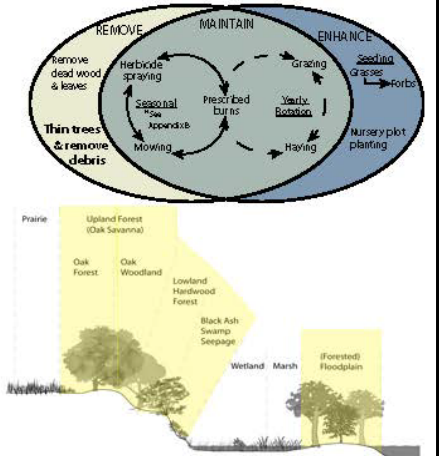 REMOVE
MAINTAIN
ENHANCE
Remove
dead wood
& leaves
Thin trees
& remove
debris
Herbicide
spraying
Seasonal
*See
Appendix B
Mowing
Prescribed
burns
Grazing
Yearly
Rotation
Haying
Seeding
Grasses
Forbs
Nursery plot
planting
Prairie
Upland Forest
(Oak Savanna)
Oak
Forest
Oak
Woodland
Lowland
Hardwood
Forest
Black Ash
Swamp
Seepage
Wetland
Marsh
(Forested)
Floodplain